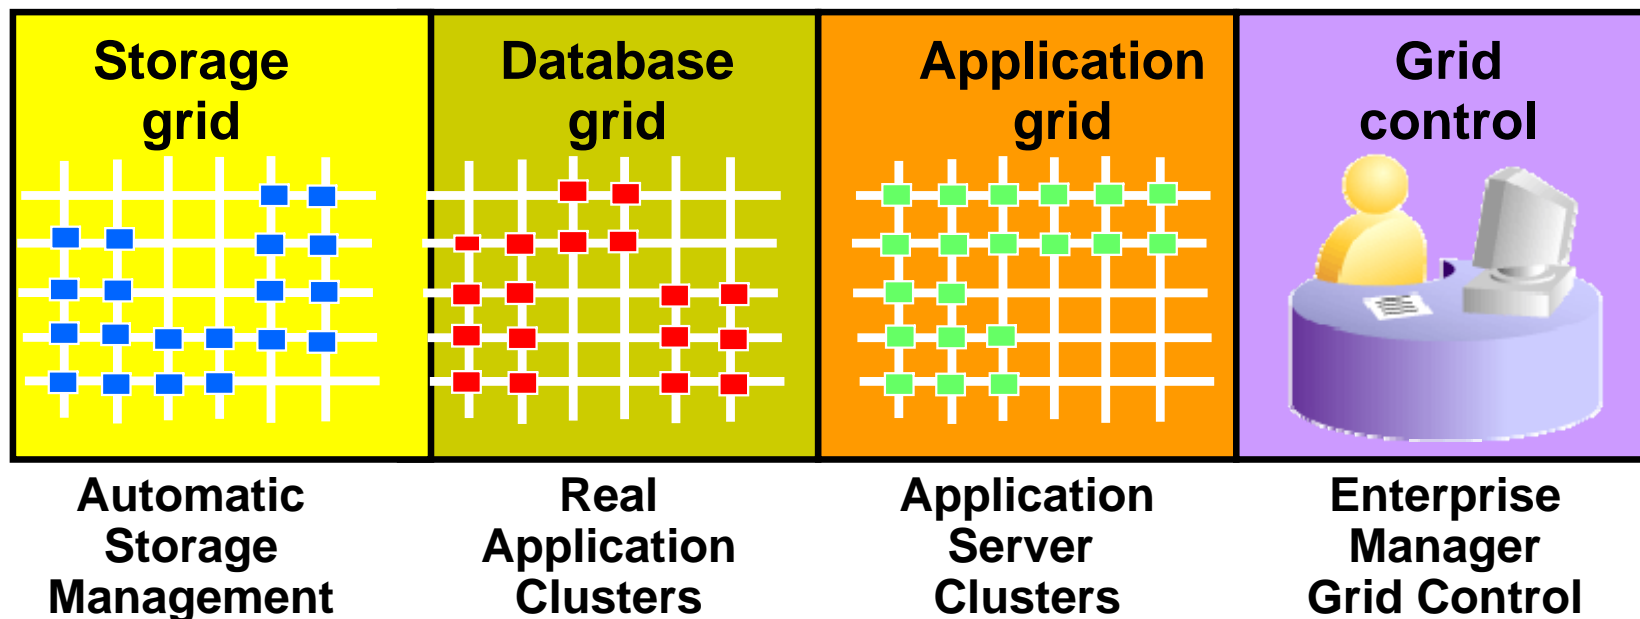 Storage
grid
Database
grid
Application
grid
Grid
control
Automatic
Storage
Management
Real
Application
Clusters
Application
Server
Clusters
Enterprise
Manager
Grid Control